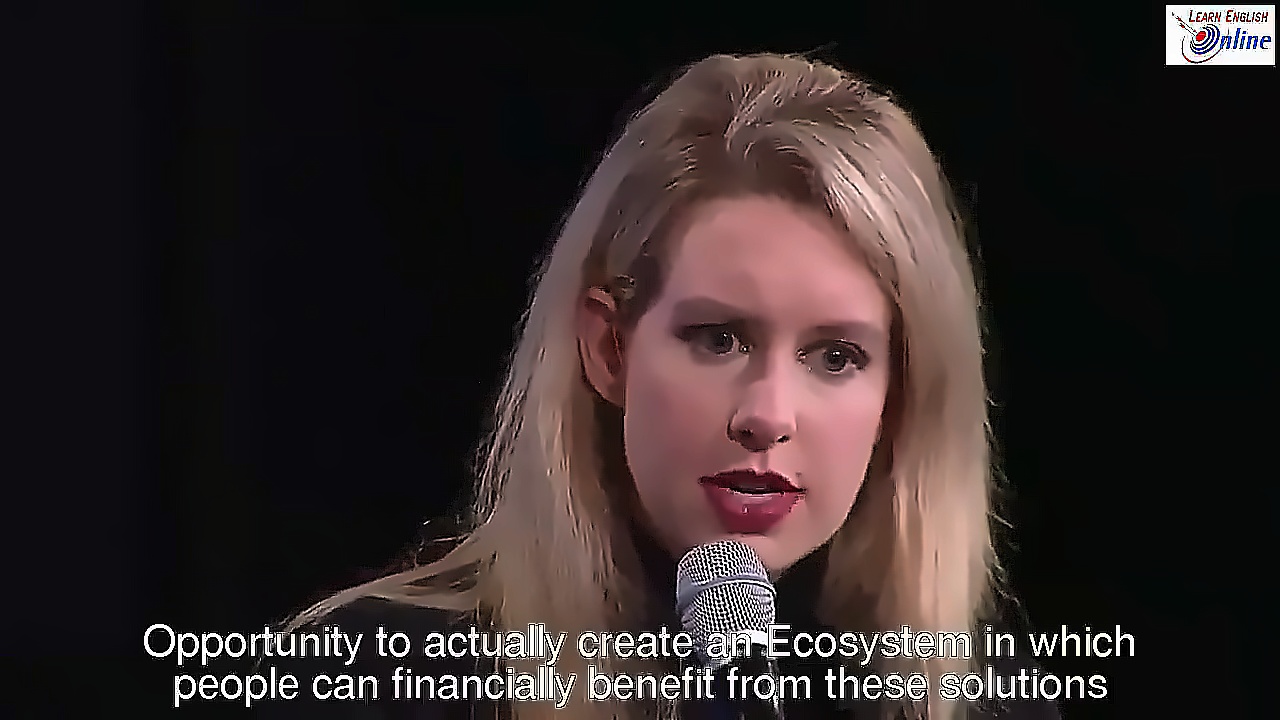 LEARN ENGLISH
Online
Opportunity to actually create an Ecosystem in which
people can financially benefit from these solutions